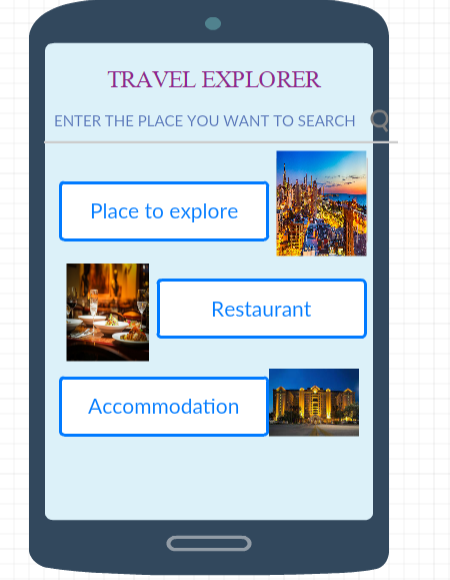 TRAVEL EXPLORER
ENTER THE PLACE YOU WANT TO SEARCH
Place to explore
Restaurant
Accommodation